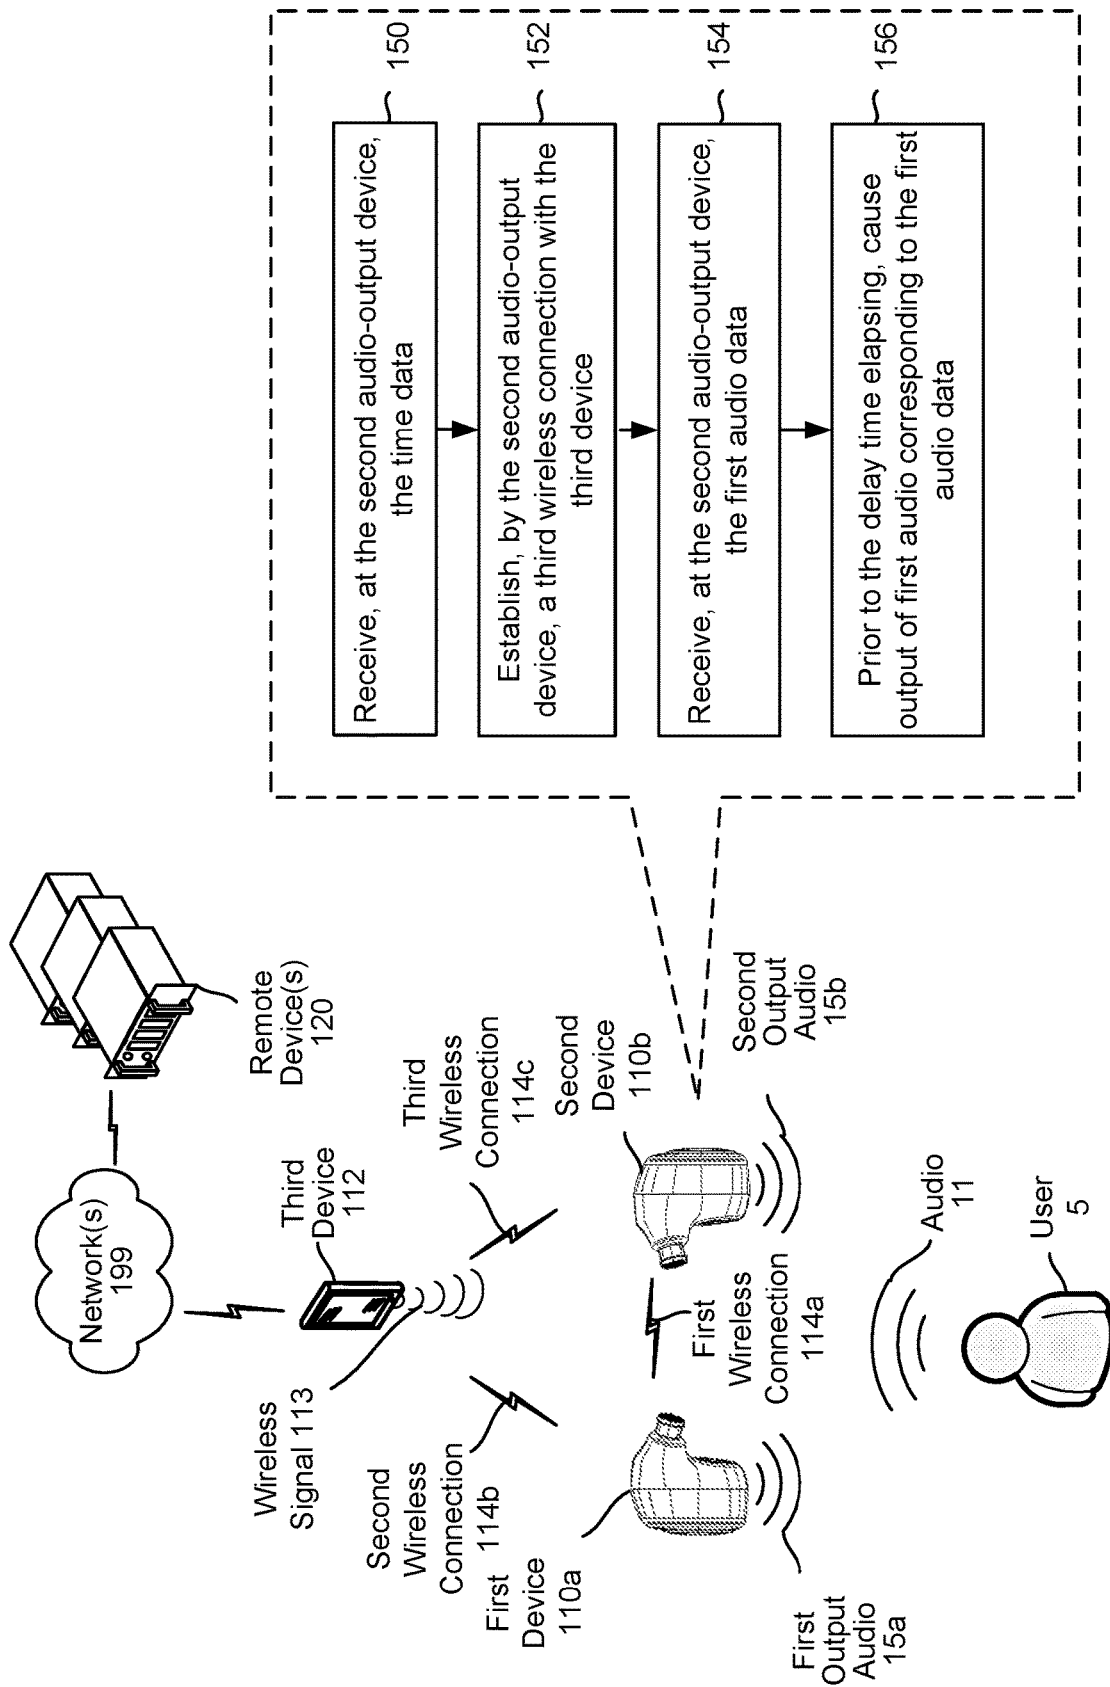 Network(s)
199
Remote
Device(s)
120
Third
Device
112
Wireless
Signal 113
Second
Wireless
Connection
114b
Third
Wireless
Connection
114c
First
Device
110a
Second
Device
110b
First
Wireless
Connection
114a
First
Output
Audio
15a
Second
Output
Audio
15b
Audio
11
User
5
Receive, at the second audio-output device,
the time data
150
Establish, by the second audio-output
device, a third wireless connection with the
third device
152
Receive, at the second audio-output device,
the first audio data
154
Prior to the delay time elapsing, cause
output of first audio corresponding to the first
audio data
156